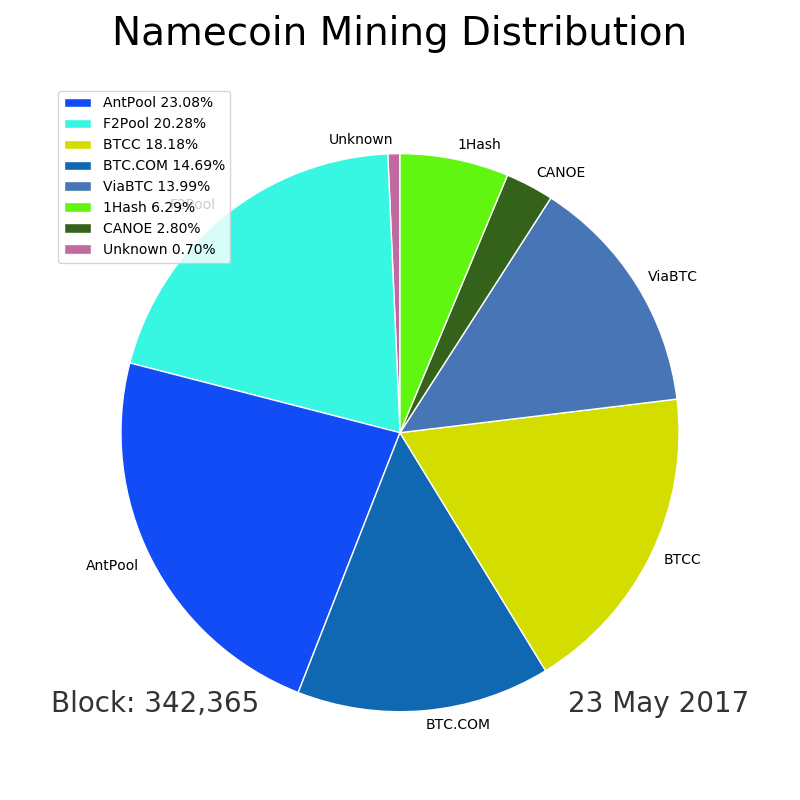 Namecoin Mining Distribution
AntPool 23.08%
F2Pool 20.28%
BTCC 18.18%
BTC.COM 14.69%
ViaBTC 13.99%
1Hash 6.29%
CANOE 2.80%
Unknown 0.70%
Unknown
1Hash
CANOE
F2Pool
ViaBTC
AntPool
BTCC
BTC.COM
Block: 342,365
23 May 2017